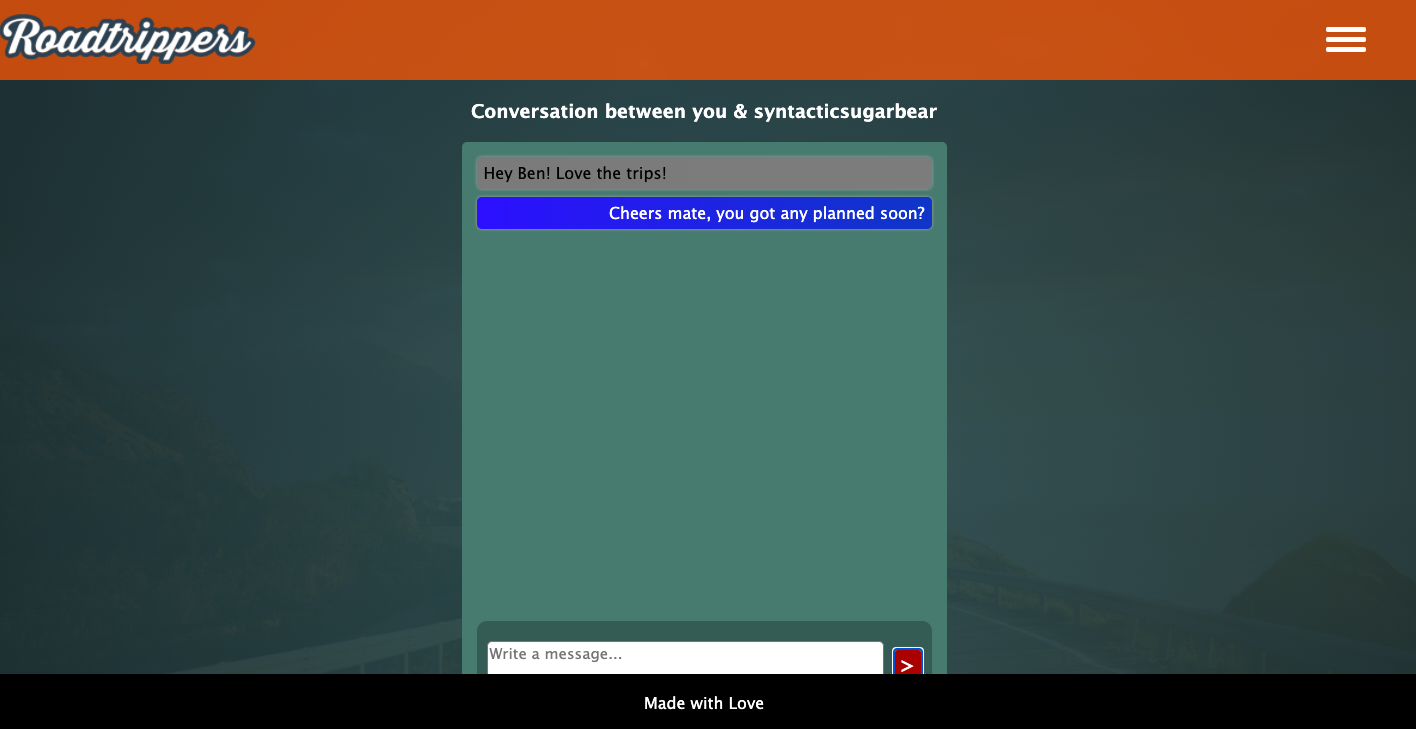 Roadtrippers
Conversation between you & syntacticsugarbear
Hey Ben! Love the trips!
Cheers mate, you got any planned soon?
Write a message...
>
Made with Love